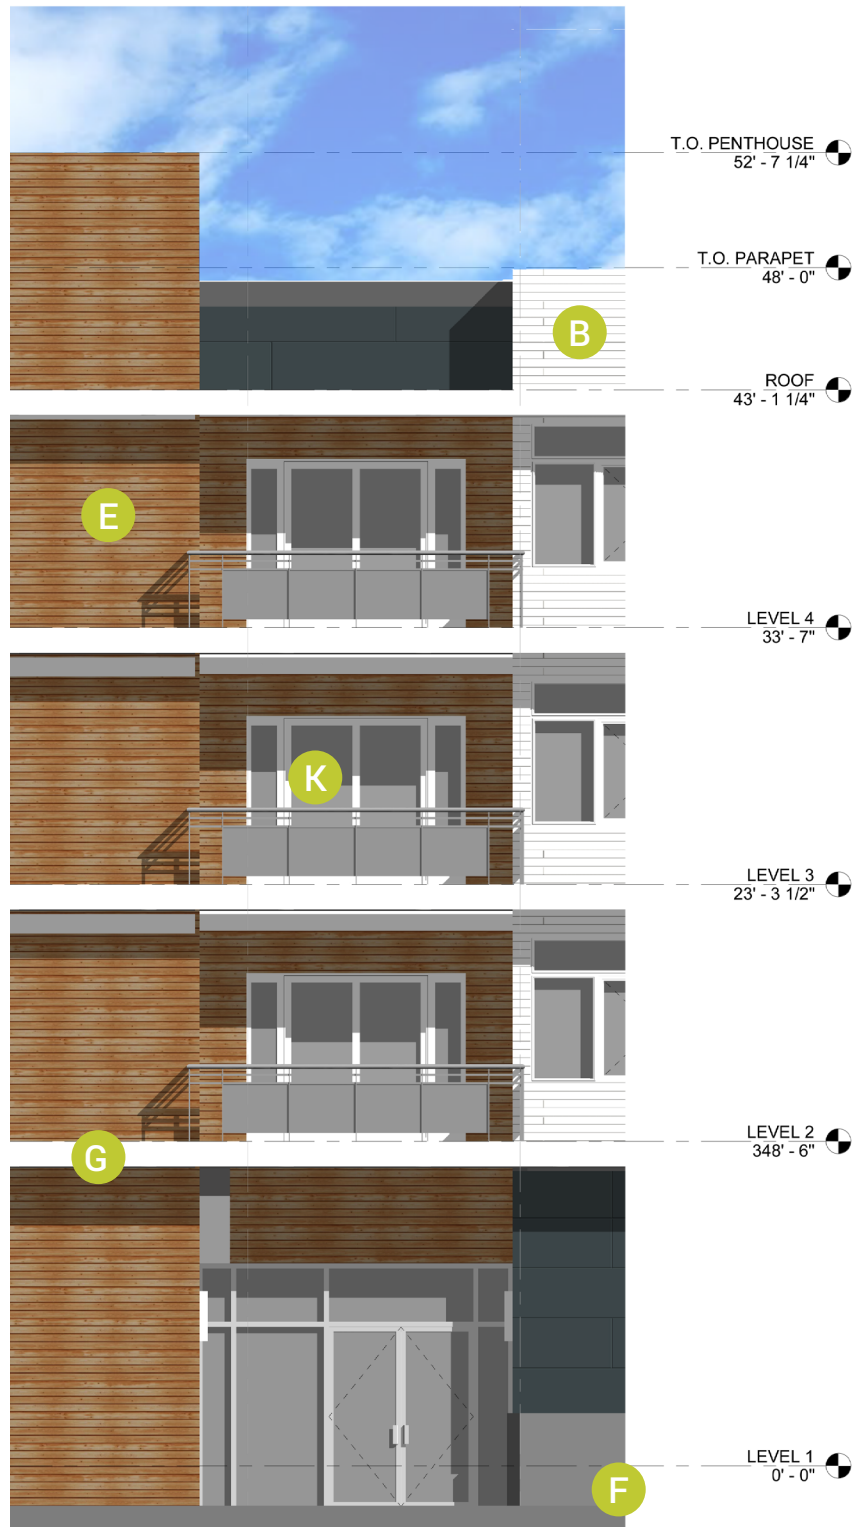 T.O. PENTHOUSE
52' - 7 1/4"
T.O. PARAPET
48' - 0"
B
ROOF
43' - 1 1/4"
E
LEVEL 4
33' - 7"
K
LEVEL 3
23' - 3 1/2"
LEVEL 2
348' - 6"
G
LEVEL 1
0' - 0"
F